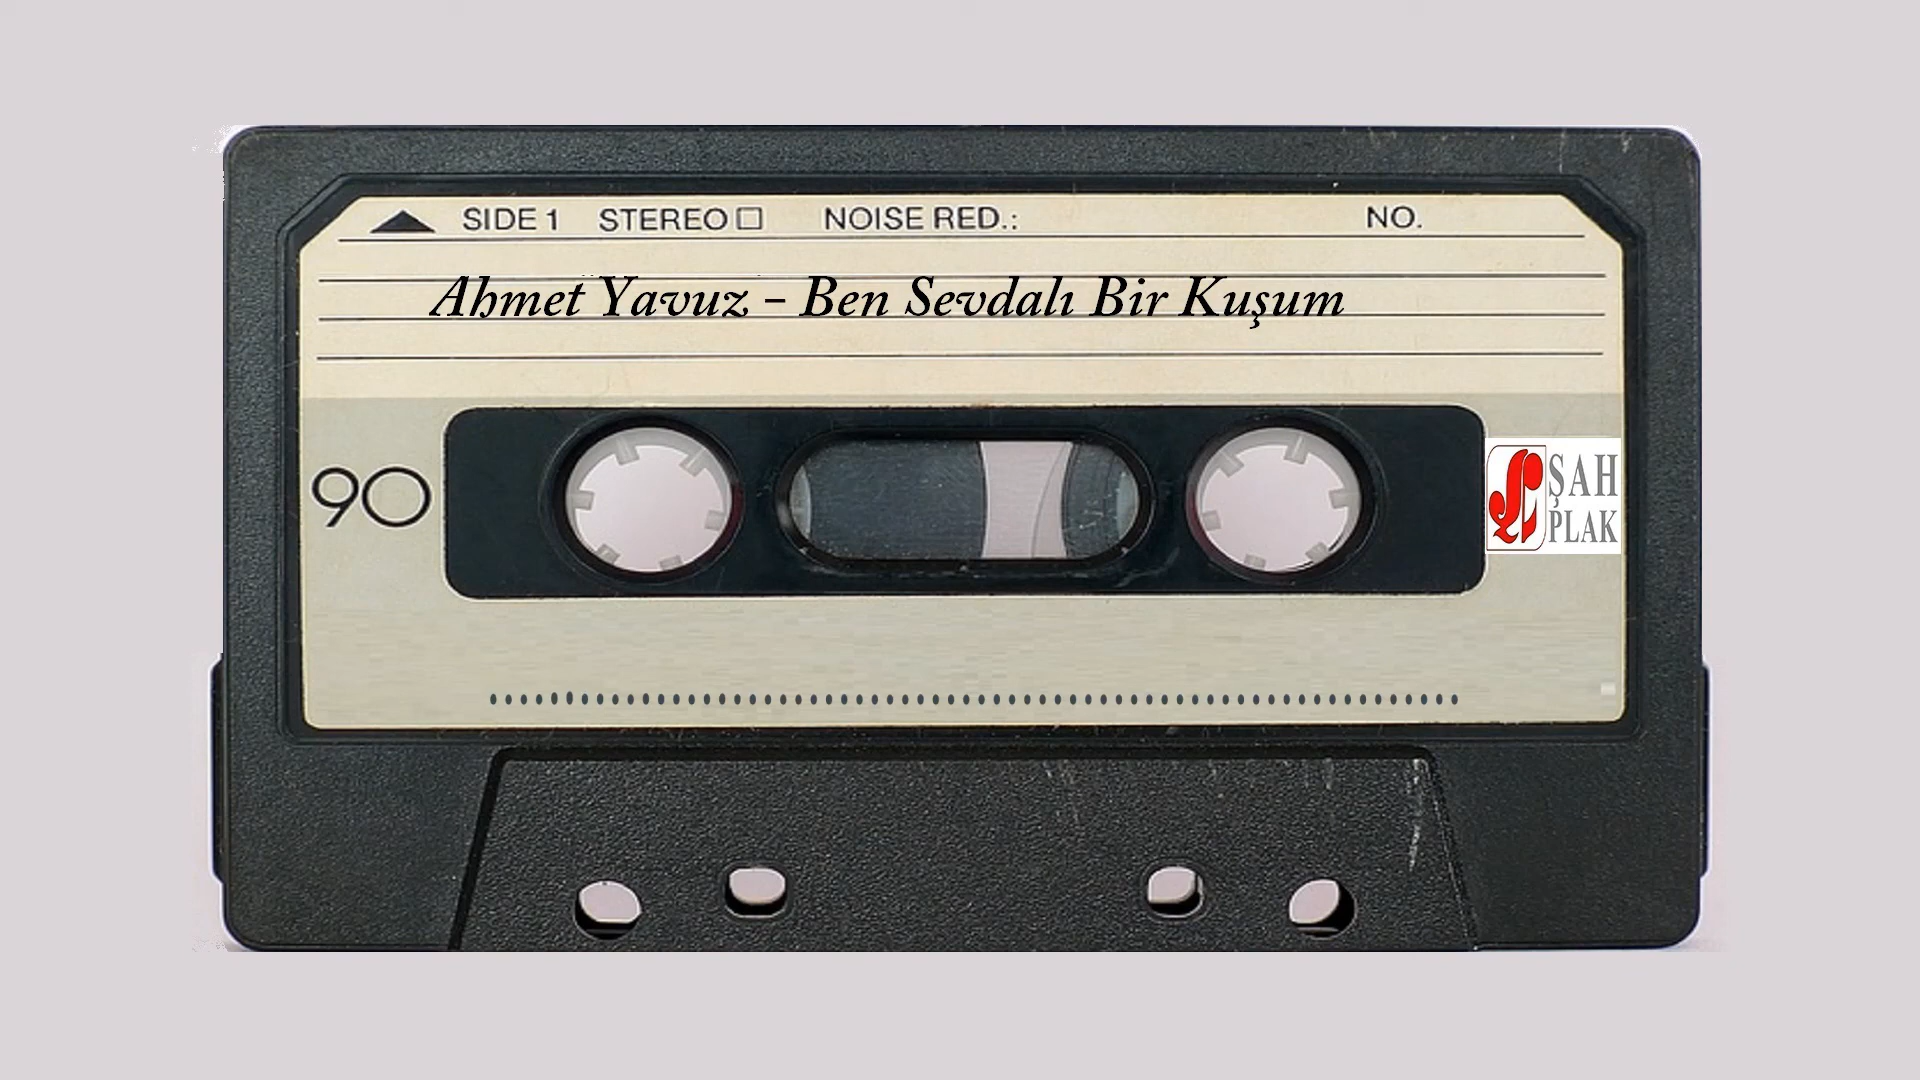 SIDE 1 STEREO NOISE RED.: NO.
Ahmet Yavuz - Ben Sevdalı Bir Kuşum
90
ŞAH
PLAK